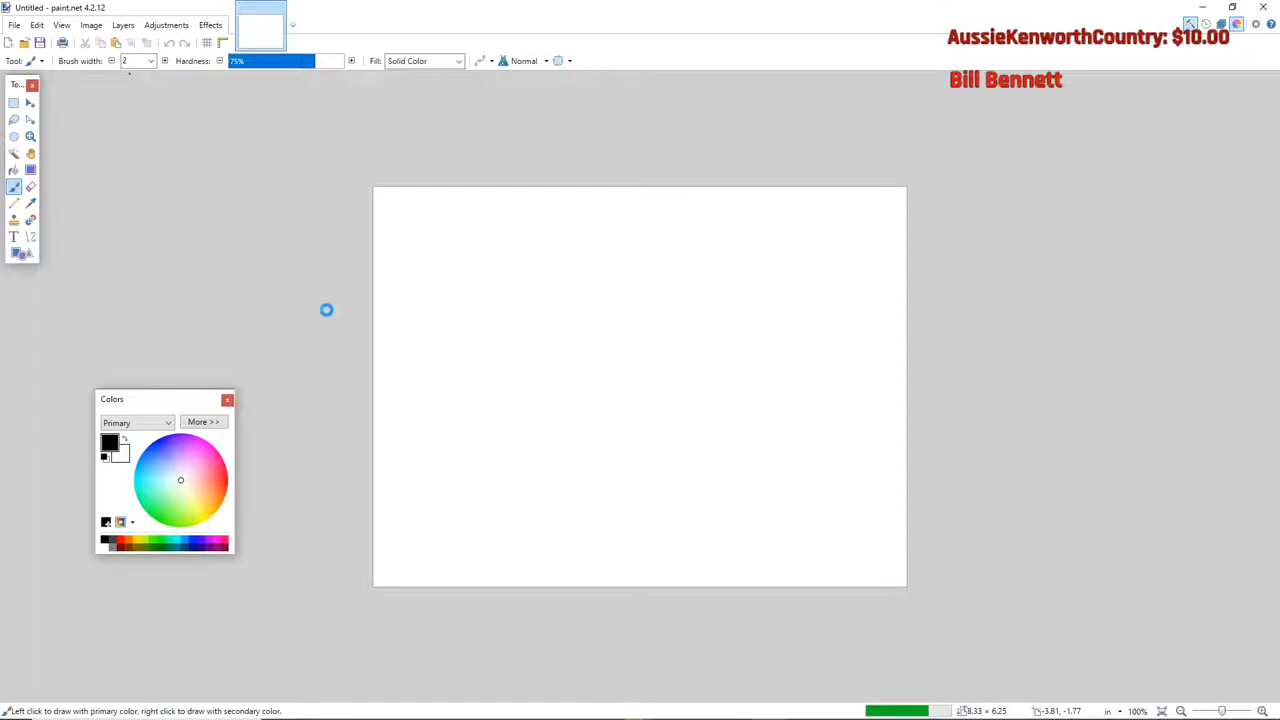 Untitled - paint.net 4.2.12
File Edit View Image Layers Adjustments Effects
AussieKenworthCountry: $10.00
Tool: Brush width: 2 Hardness: 75% Fill: Solid Color Normal
Bill Bennett
To...
Colors
Primary More >>
Left click to draw with primary color, right click to draw with secondary color.
8.33 × 6.25 -3.81, -1.77 in 100%